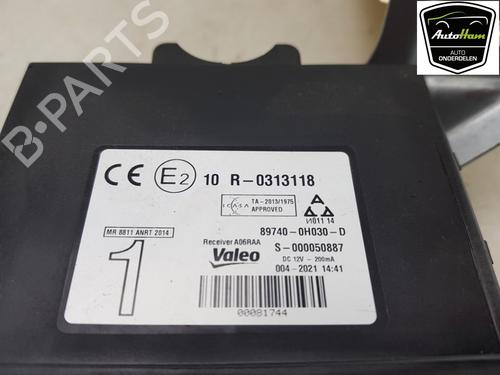 AutoHam
AUTO
ONDERDELEN
B-PARTS
CE E2 10 R-0313118
ICASA
TA-2013/1975
APPROVED
A
N011 14
MR 8811 ANRT 2014
89740-0H030-D
1
Receiver A06RAA
S-000050887
Valeo
DC 12V - 200mA
004-2021 14:41
00081744